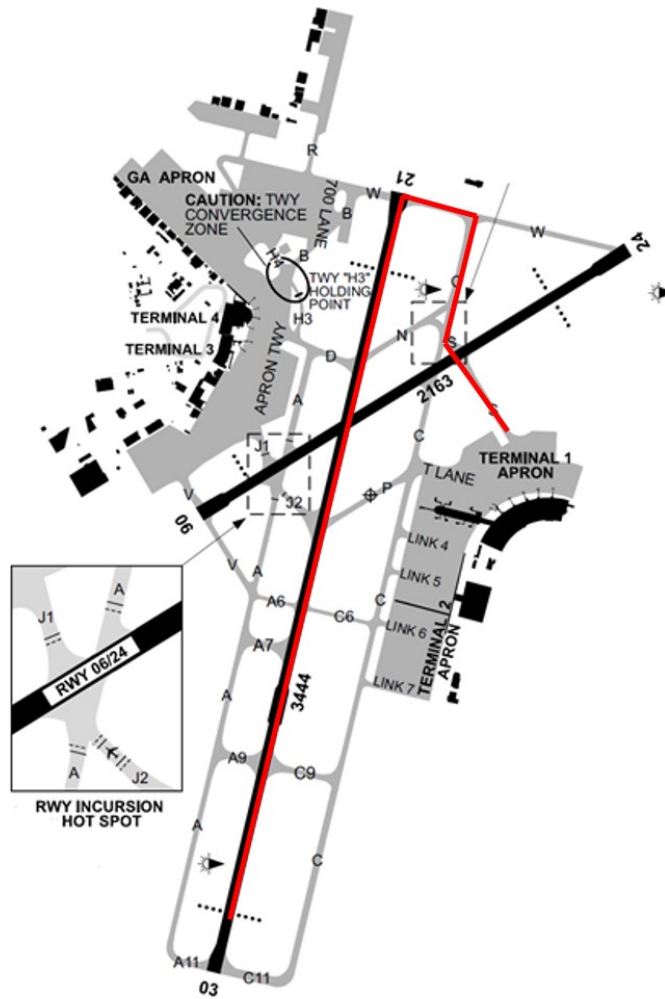 R
GA APRON
W
21
700 LANE
B
CAUTION: TWY
CONVERGENCE
ZONE
W
24
H4
B
TWY "H3"
HOLDING
POINT
C
TERMINAL 4
H3
N
S
TERMINAL 3
APRON TWY
D
2163
A
S
C
J1
T LANE
TERMINAL 1
APRON
P
V
J2
06
LINK 4
V
A
LINK 5
A6
C
C6
LINK 6
A7
TERMINAL 2
APRON
LINK 7
3444
A
A9
C9
A
C
A11
C11
03
A
J1
RWY 06/24
A
J2
RWY INCURSION
HOT SPOT